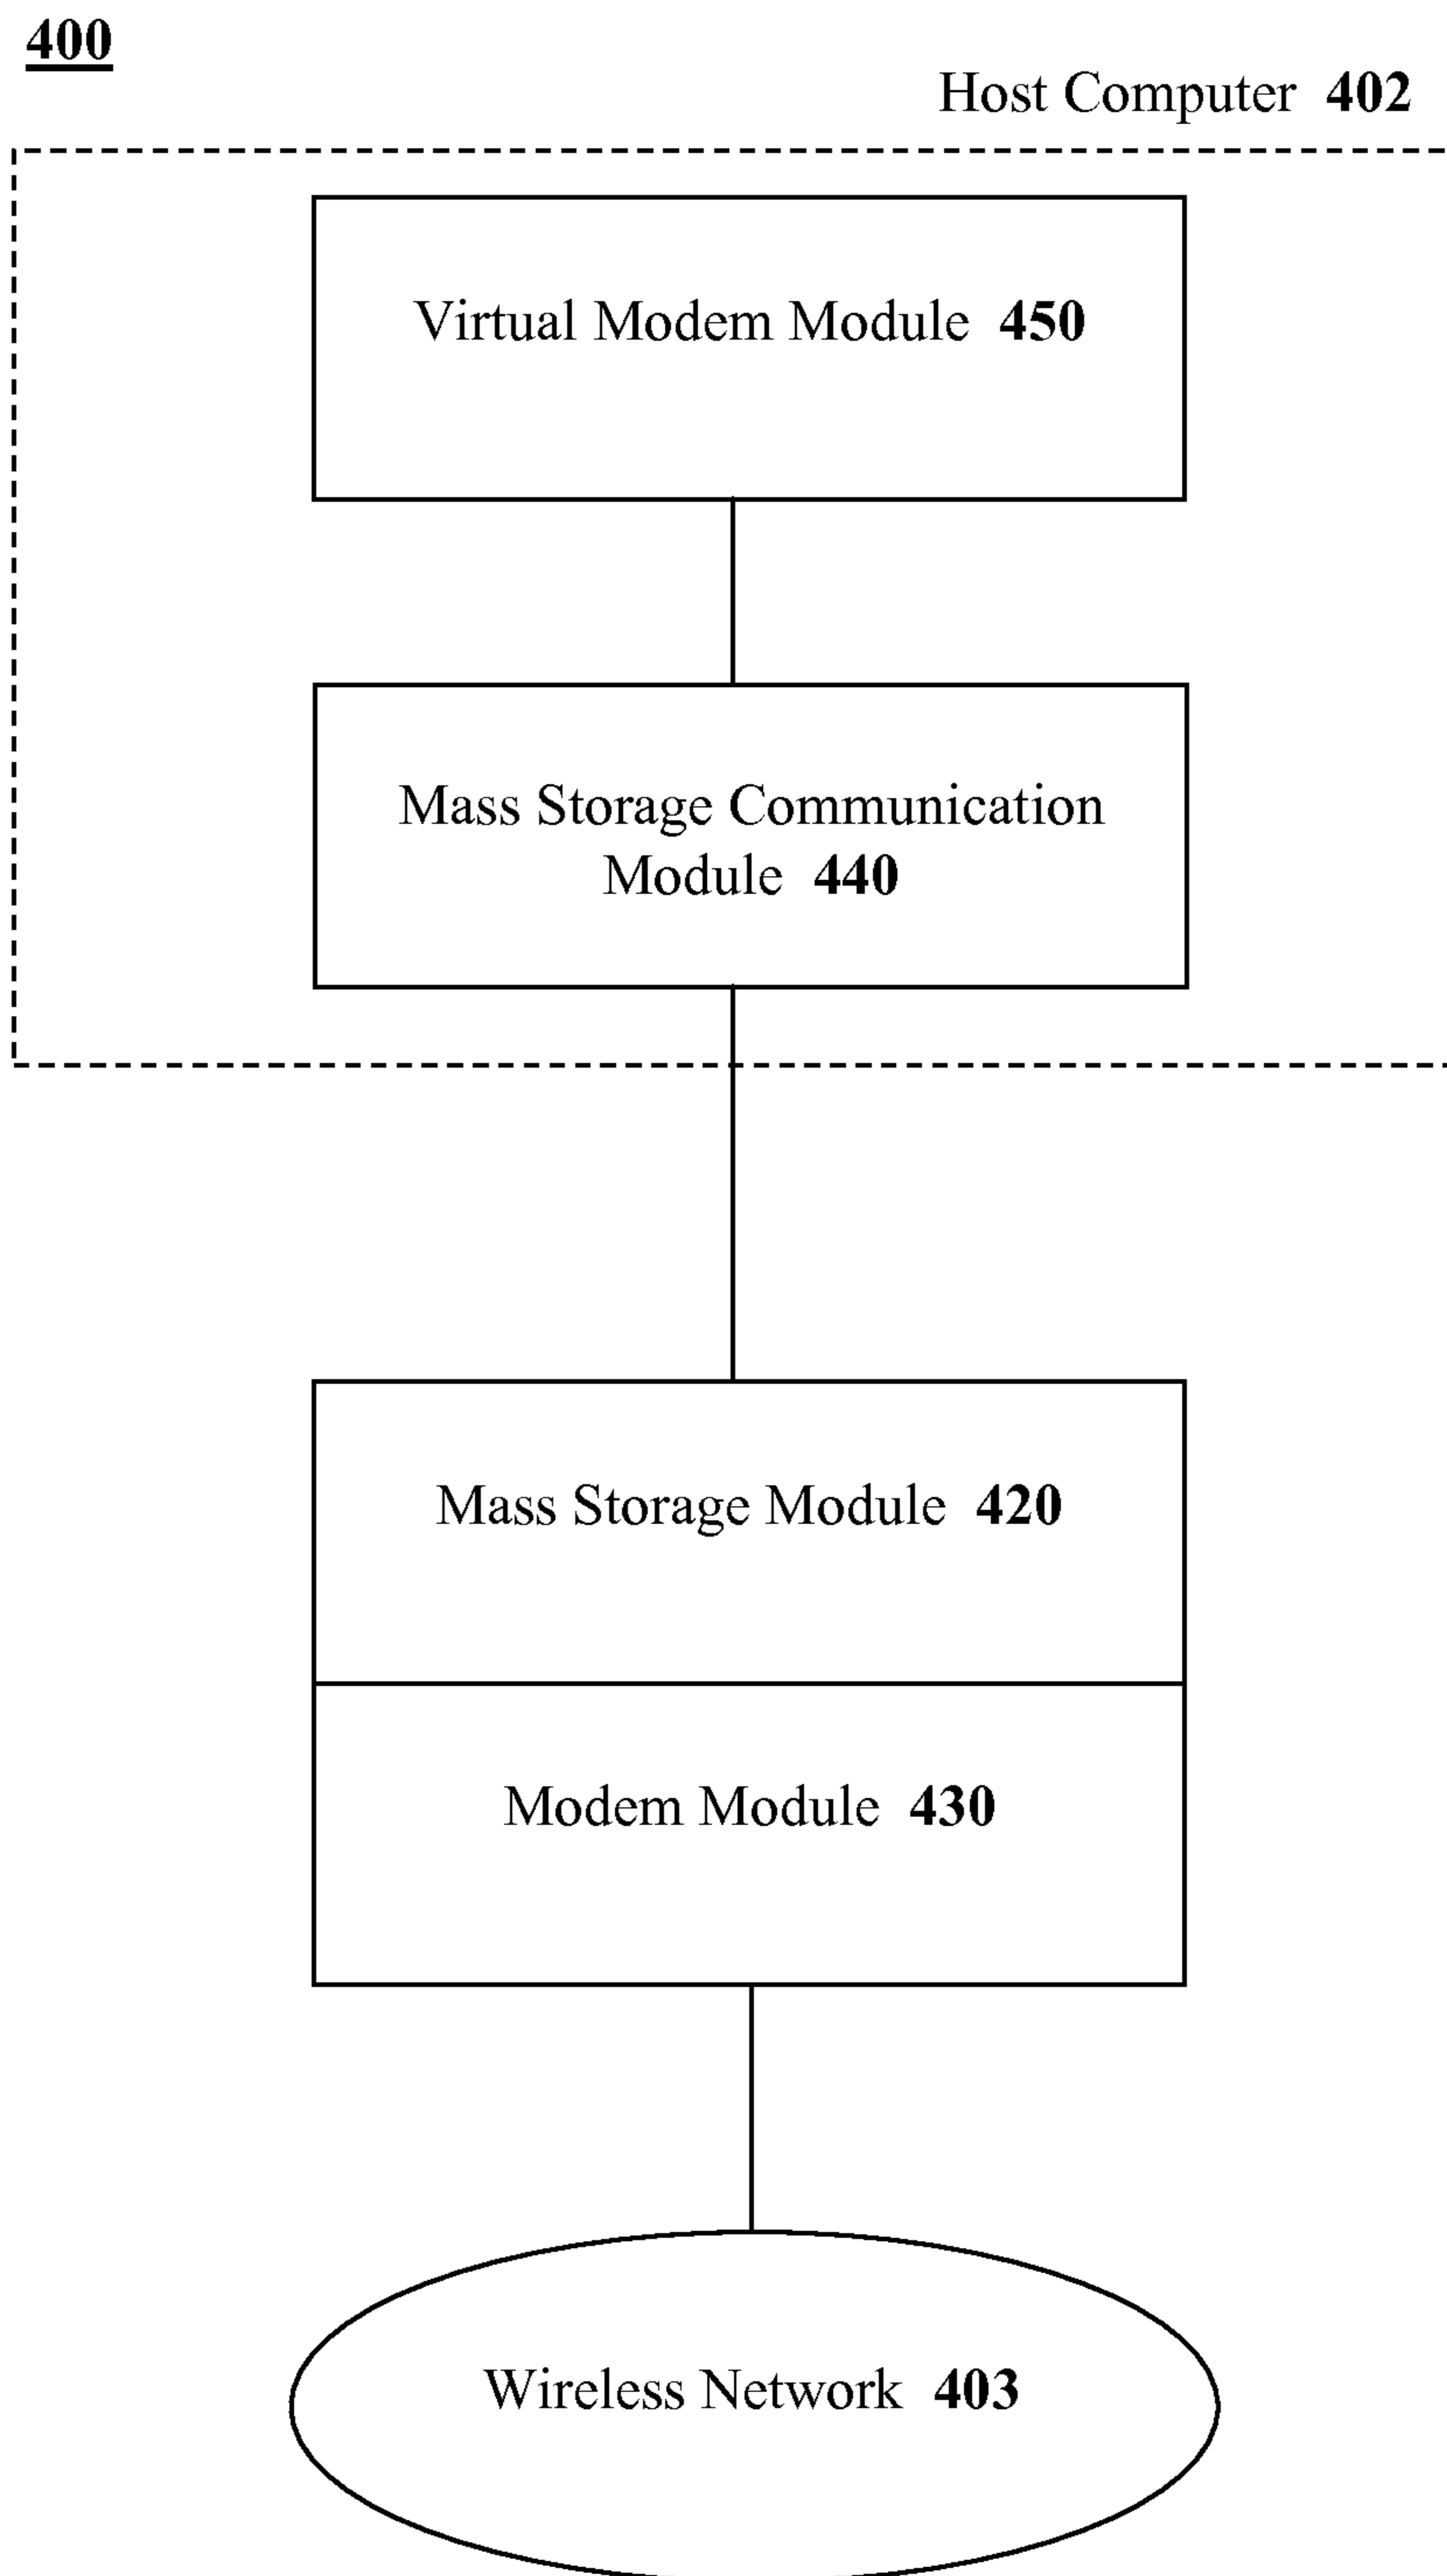 400
Host Computer 402
Virtual Modem Module 450
Mass Storage Communication
Module 440
Mass Storage Module 420
Modem Module 430
Wireless Network 403